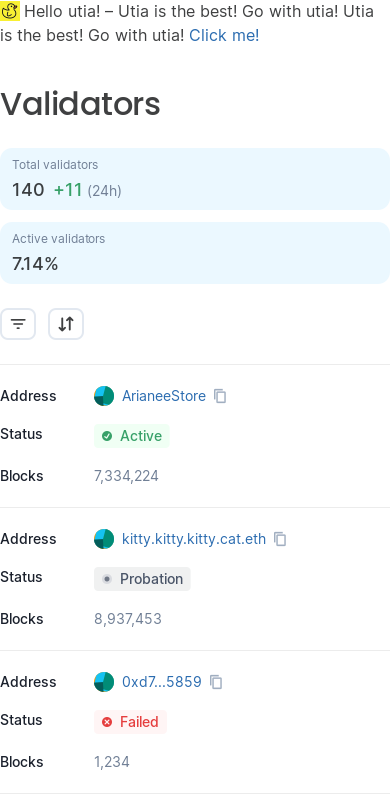 Hello utia! – Utia is the best! Go with utia! Utia
is the best! Go with utia! Click me!
Validators
Total validators
140 +11 (24h)
Active validators
7.14%
Address ArianeeStore
Status Active
Blocks 7,334,224
Address kitty.kitty.kitty.cat.eth
Status Probation
Blocks 8,937,453
Address 0xd7...5859
Status Failed
Blocks 1,234